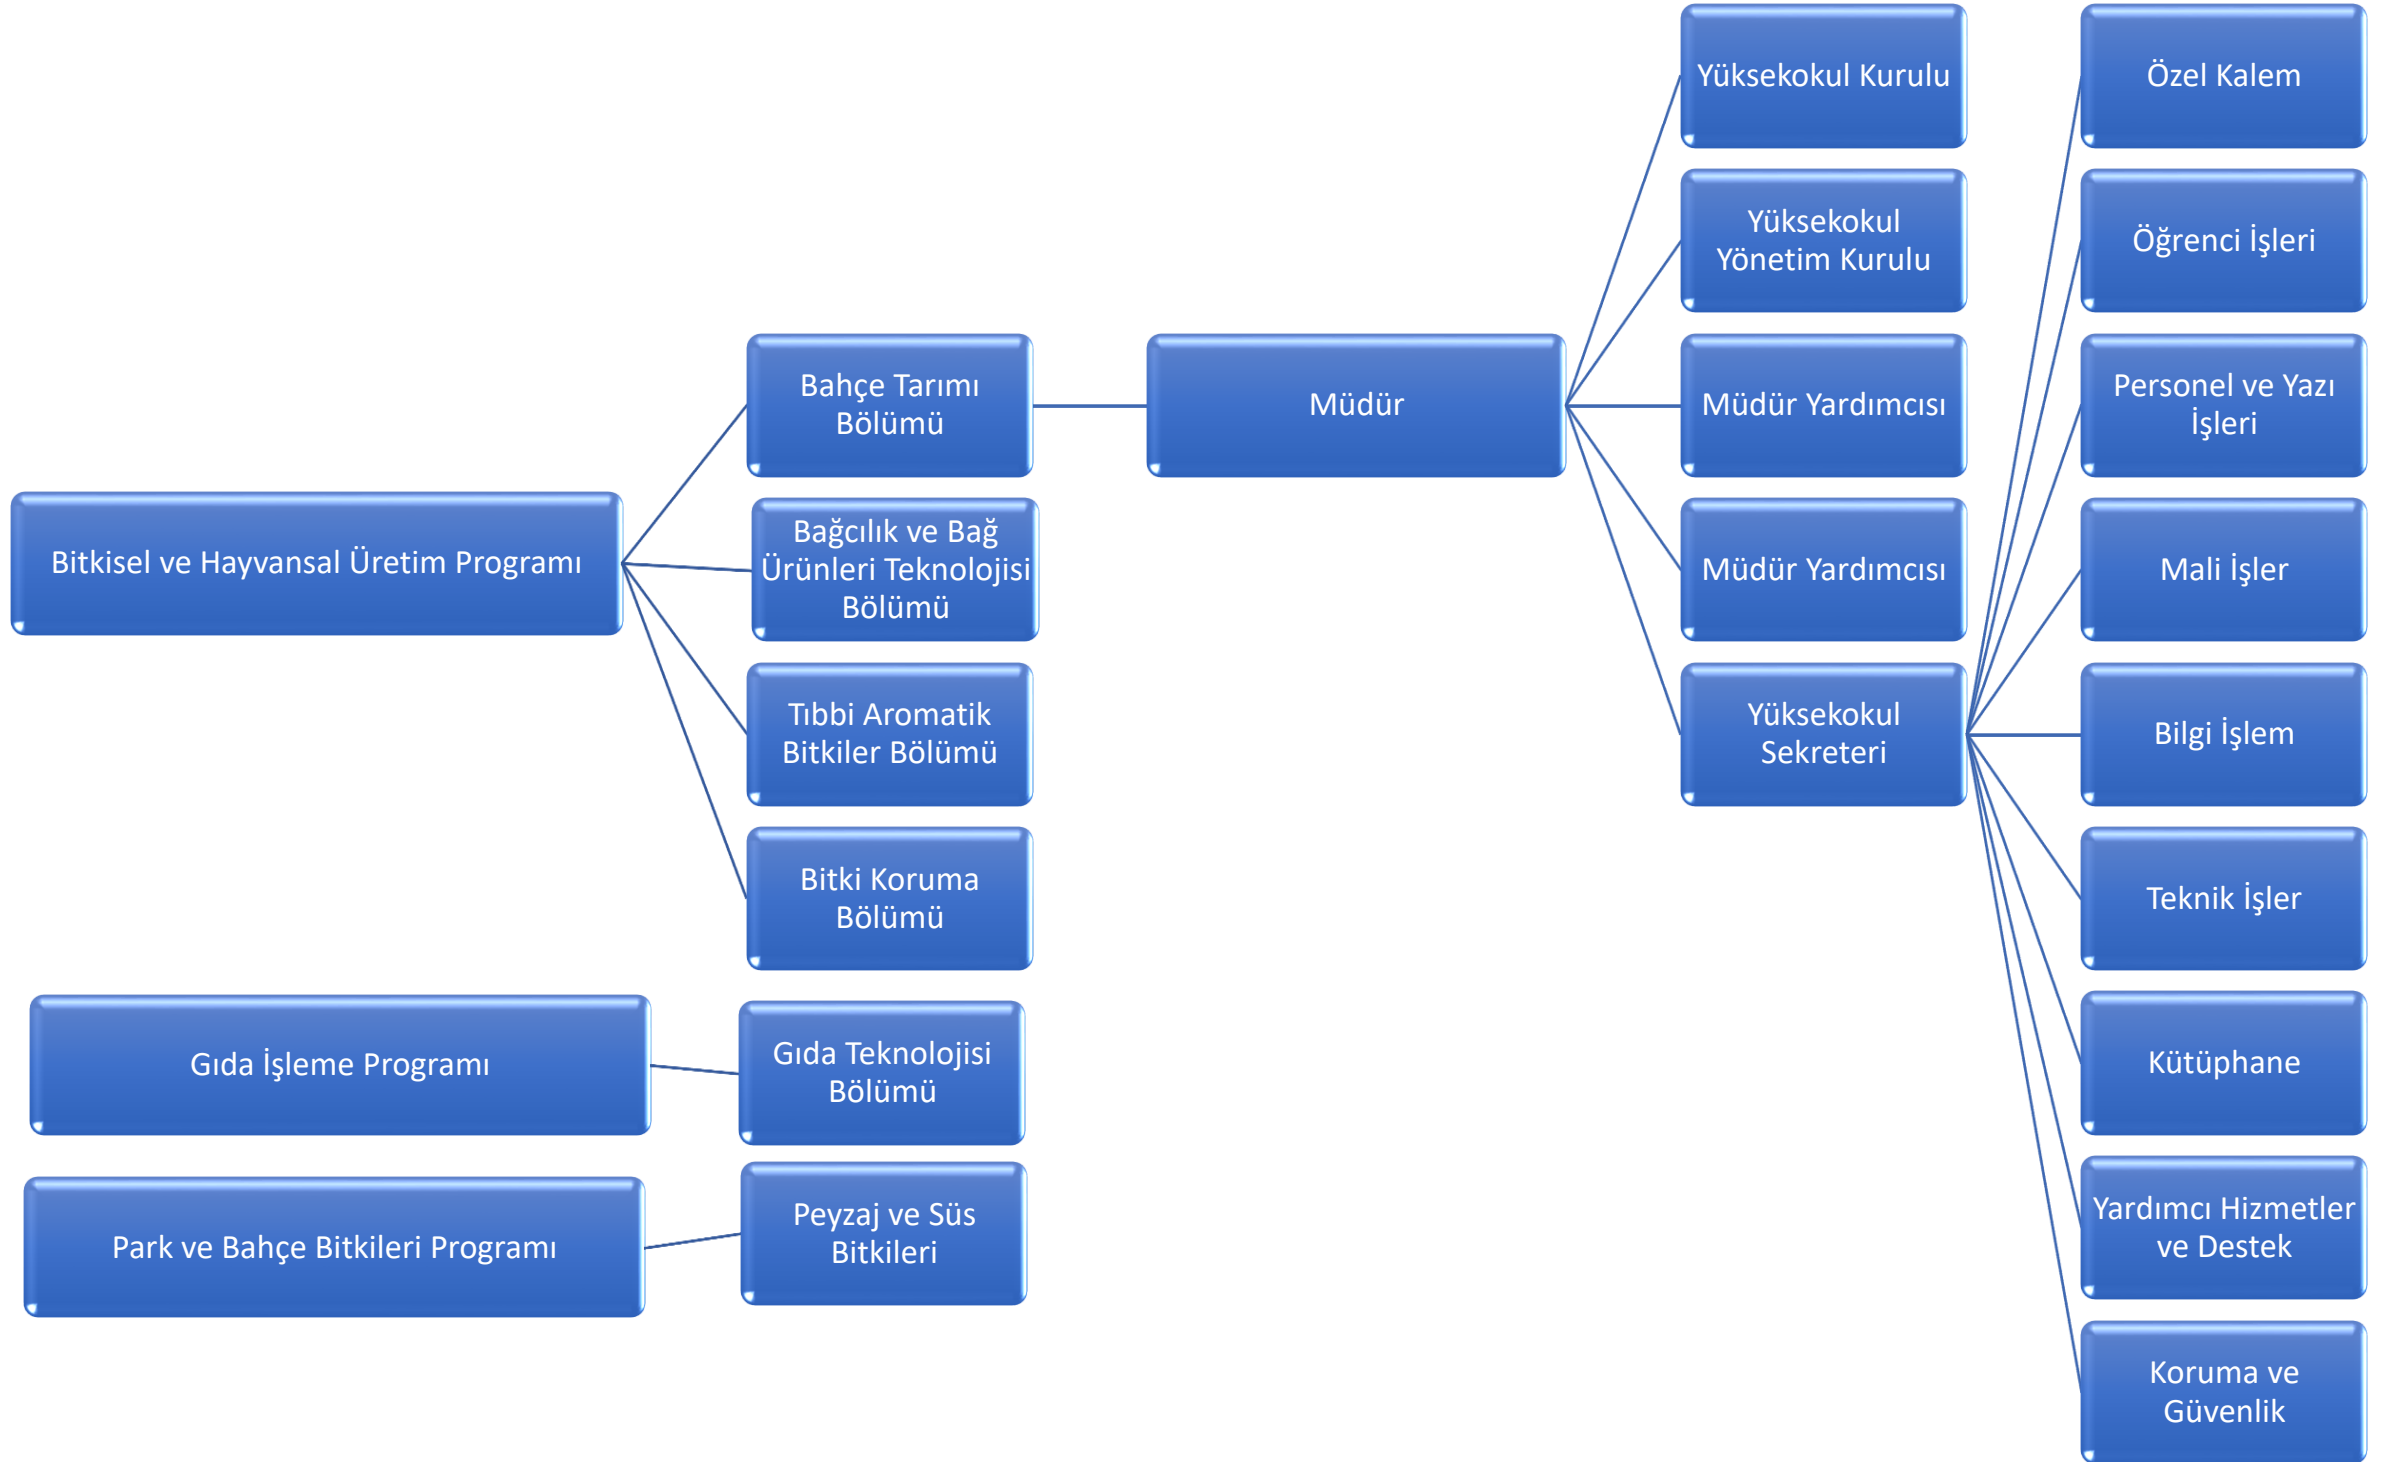 Bitkisel ve Hayvansal Üretim Programı
Gıda İşleme Programı
Park ve Bahçe Bitkileri Programı
Bahçe Tarımı
Bölümü
Bağcılık ve Bağ
Ürünleri Teknolojisi
Bölümü
Tıbbi Aromatik
Bitkiler Bölümü
Bitki Koruma
Bölümü
Gıda Teknolojisi
Bölümü
Peyzaj ve Süs
Bitkileri
Müdür
Yüksekokul Kurulu
Yüksekokul
Yönetim Kurulu
Müdür Yardımcısı
Müdür Yardımcısı
Yüksekokul
Sekreteri
Özel Kalem
Öğrenci İşleri
Personel ve Yazı
İşleri
Mali İşler
Bilgi İşlem
Teknik İşler
Kütüphane
Yardımcı Hizmetler
ve Destek
Koruma ve
Güvenlik